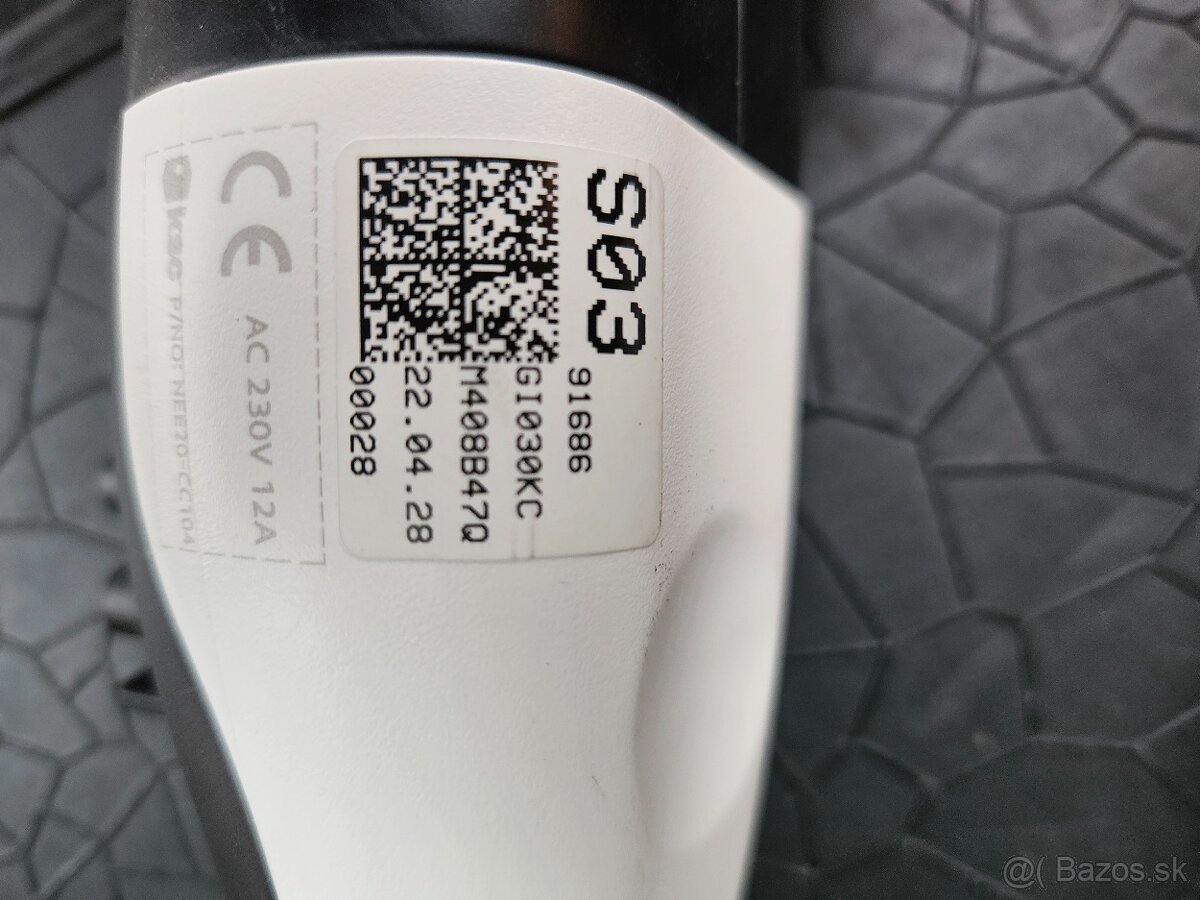 S03
91686
GI030KC
M408B47Q
22.04.28
00028
CE
AC 230V 12A
@( Bazos.sk